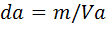 da = m/Va